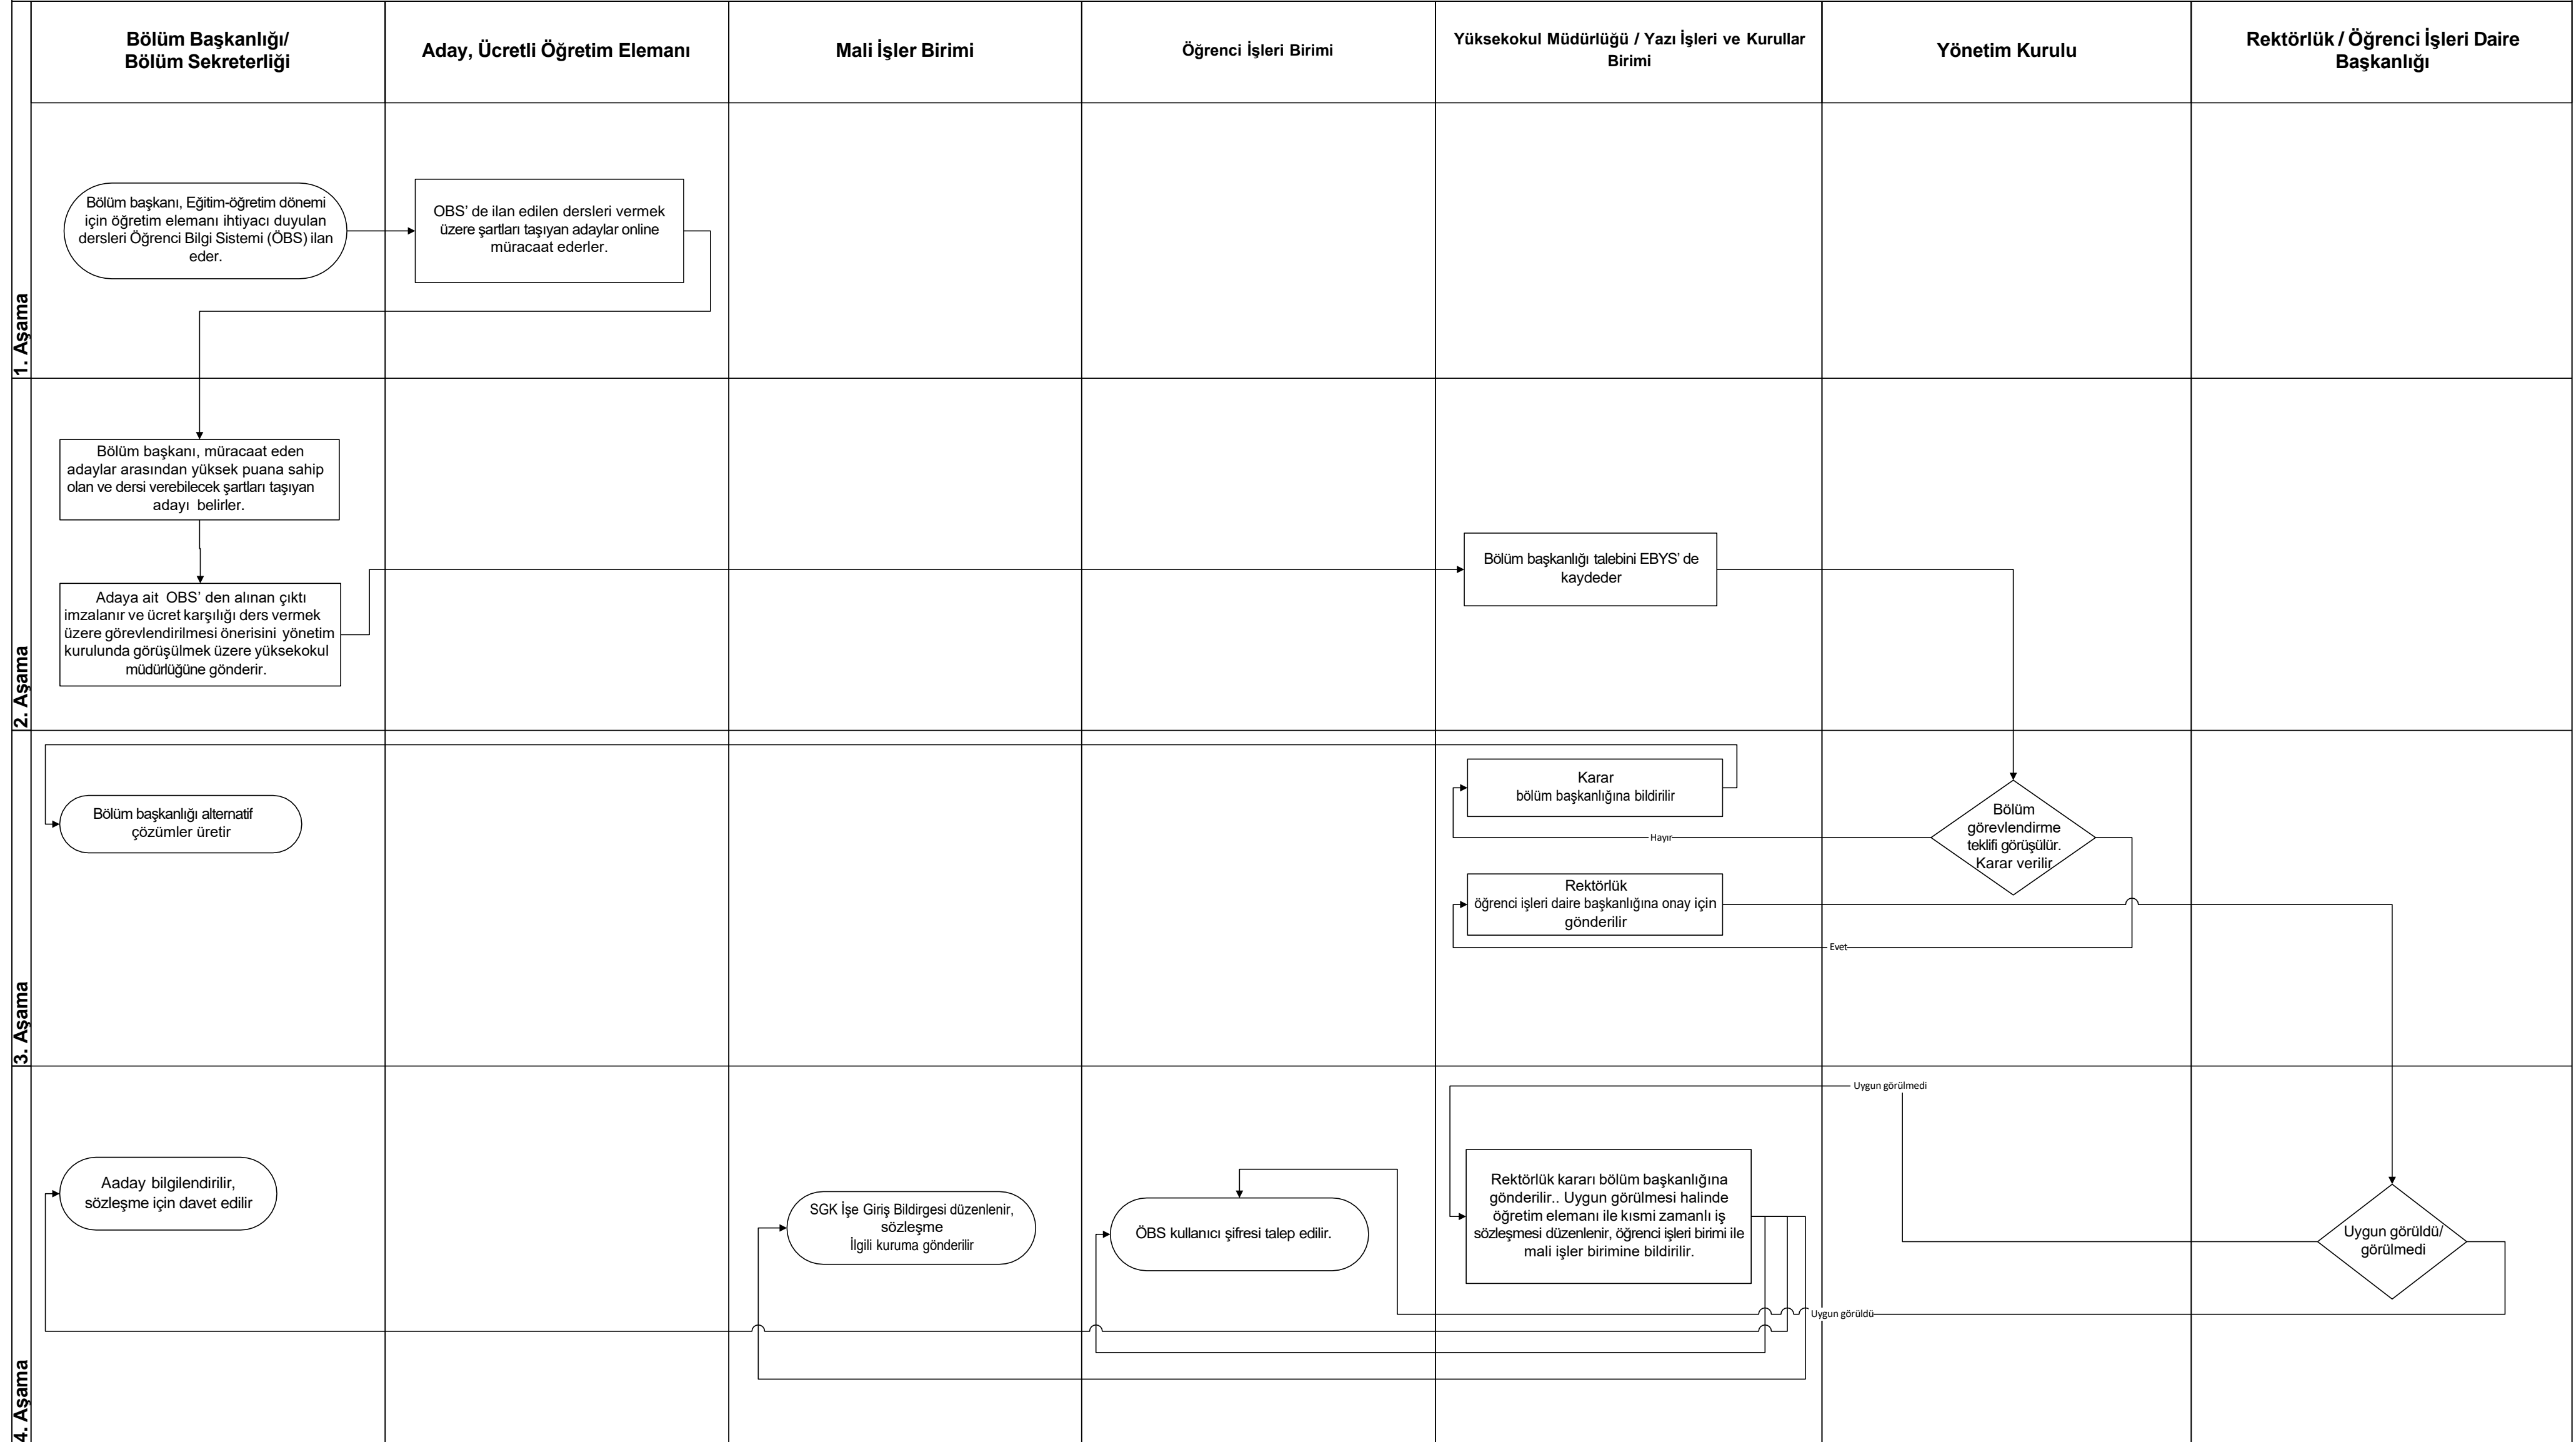 Bölüm Başkanlığı/
Bölüm Sekreterliği
Aday, Ücretli Öğretim Elemanı
Mali İşler Birimi
Öğrenci İşleri Birimi
Yüksekokul Müdürlüğü / Yazı İşleri ve Kurullar
Birimi
Yönetim Kurulu
Rektörlük / Öğrenci İşleri Daire
Başkanlığı
1. Aşama
Bölüm başkanı, Eğitim-öğretim dönemi
için öğretim elemanı ihtiyacı duyulan
dersleri Öğrenci Bilgi Sistemi (ÖBS) ilan
eder.
OBS’ de ilan edilen dersleri vermek
üzere şartları taşıyan adaylar online
müracaat ederler.
2. Aşama
Bölüm başkanı, müracaat eden
adaylar arasından yüksek puana sahip
olan ve dersi verebilecek şartları taşıyan
adayı belirler.
Adaya ait OBS’ den alınan çıktı
imzalanır ve ücret karşılığı ders vermek
üzere görevlendirilmesi önerisini yönetim
kurulunda görüşülmek üzere yüksekokul
müdürlüğüne gönderir.
Bölüm başkanlığı talebini EBYS’ de
kaydeder
3. Aşama
Bölüm başkanlığı alternatif
çözümler üretir
Karar
bölüm başkanlığına bildirilir
Hayır
Bölüm
görevlendirme
teklifi görüşülür.
Karar verilir
Rektörlük
öğrenci işleri daire başkanlığına onay için
gönderilir
Evet
4. Aşama
Uygun görülmedi
Aaday bilgilendirilir,
sözleşme için davet edilir
SGK İşe Giriş Bildirgesi düzenlenir,
sözleşme
İlgili kuruma gönderilir
ÖBS kullanıcı şifresi talep edilir.
Rektörlük kararı bölüm başkanlığına
gönderilir.. Uygun görülmesi halinde
öğretim elemanı ile kısmi zamanlı iş
sözleşmesi düzenlenir, öğrenci işleri birimi ile
mali işler birimine bildirilir.
Uygun görüldü/
görülmedi
Uygun görüldü